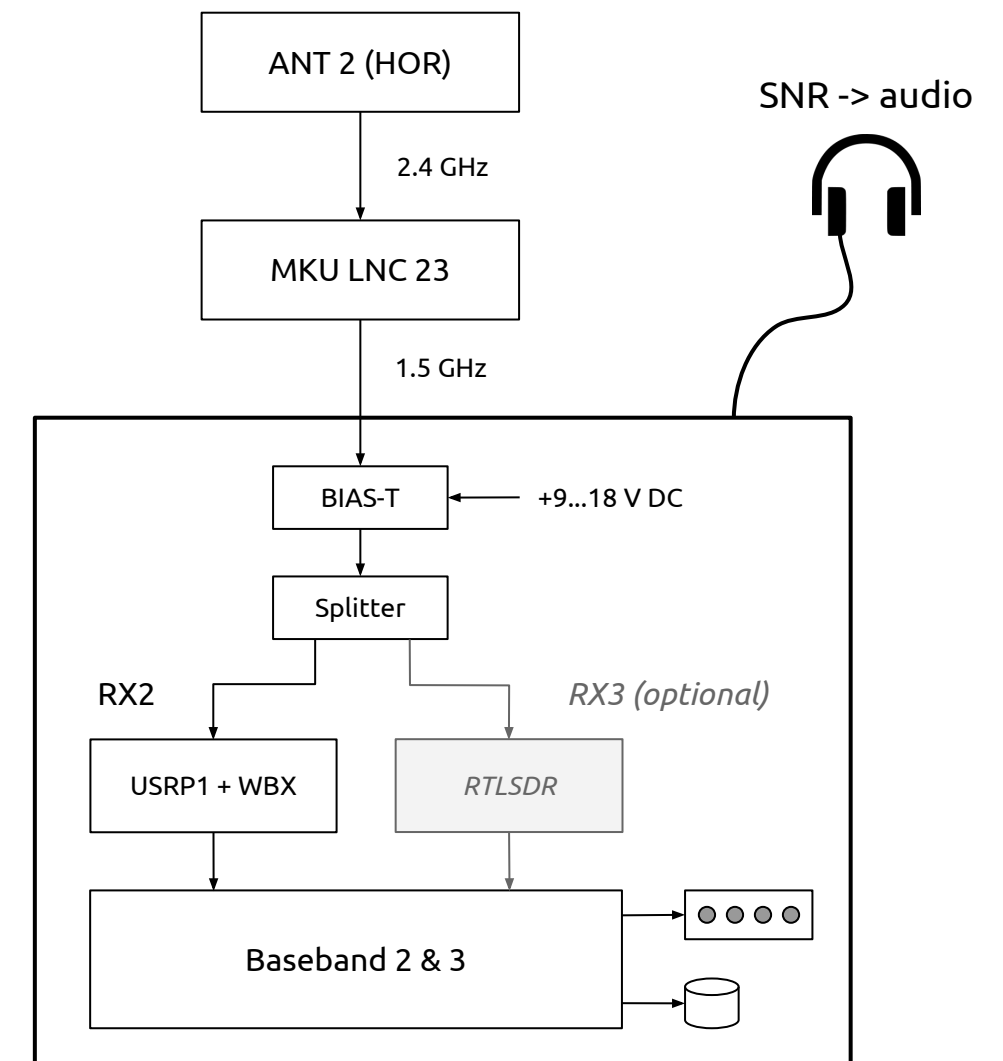 ANT 2 (HOR)
SNR -> audio
2.4 GHz
MKU LNC 23
1.5 GHz
BIAS-T
+9...18 V DC
Splitter
RX2
RX3 (optional)
USRP1 + WBX
RTLSDR
Baseband 2 & 3